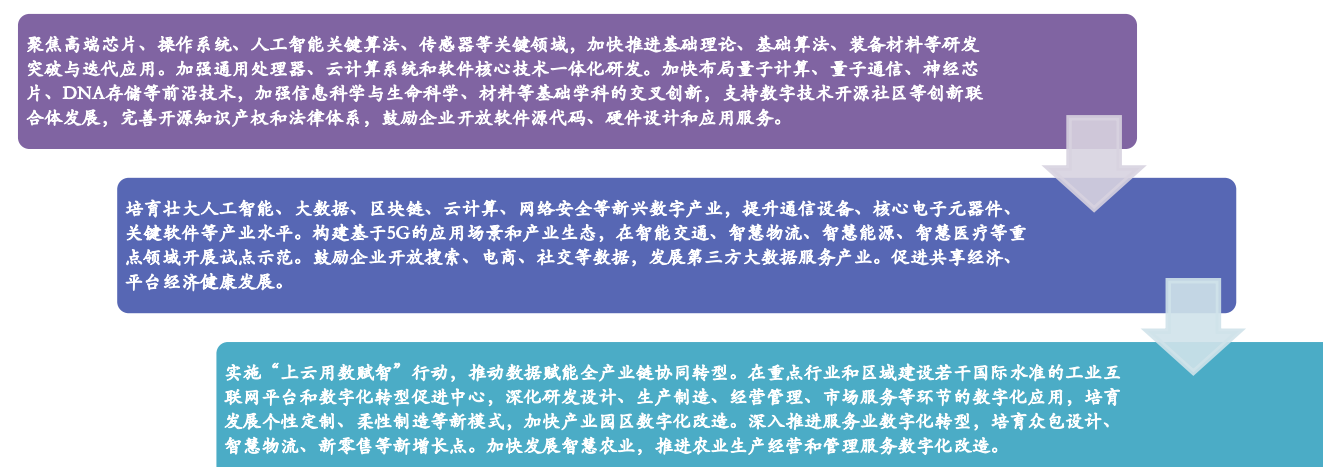 聚焦高端芯片、操作系统、人工智能关键算法、传感器等关键领域，加快推进基础理论、基础算法、装备材料等研发
突破与迭代应用。加强通用处理器、云计算系统和软件核心技术一体化研发。加快布局量子计算、量子通信、神经芯
片、DNA存储等前沿技术，加强信息科学与生命科学、材料等基础学科的交叉创新，支持数字技术开源社区等创新联
合体发展，完善开源知识产权和法律体系，鼓励企业开放软件源代码、硬件设计和应用服务。
培育壮大人工智能、大数据、区块链、云计算、网络安全等新兴数字产业，提升通信设备、核心电子元器件、
关键软件等产业水平。构建基于5G的应用场景和产业生态，在智能交通、智慧物流、智慧能源、智慧医疗等重
点领域开展试点示范。鼓励企业开放搜索、电商、社交等数据，发展第三方大数据服务产业。促进共享经济、
平台经济健康发展。
实施“上云用数赋智”行动，推动数据赋能全产业链协同转型。在重点行业和区域建设若干国际水准的工业互
联网平台和数字化转型促进中心，深化研发设计、生产制造、经营管理、市场服务等环节的数字化应用，培育
发展个性定制、柔性制造等新模式，加快产业园区数字化改造。深入推进服务业数字化转型，培育众包设计、
智慧物流、新零售等新增长点。加快发展智慧农业，推进农业生产经营和管理服务数字化改造。